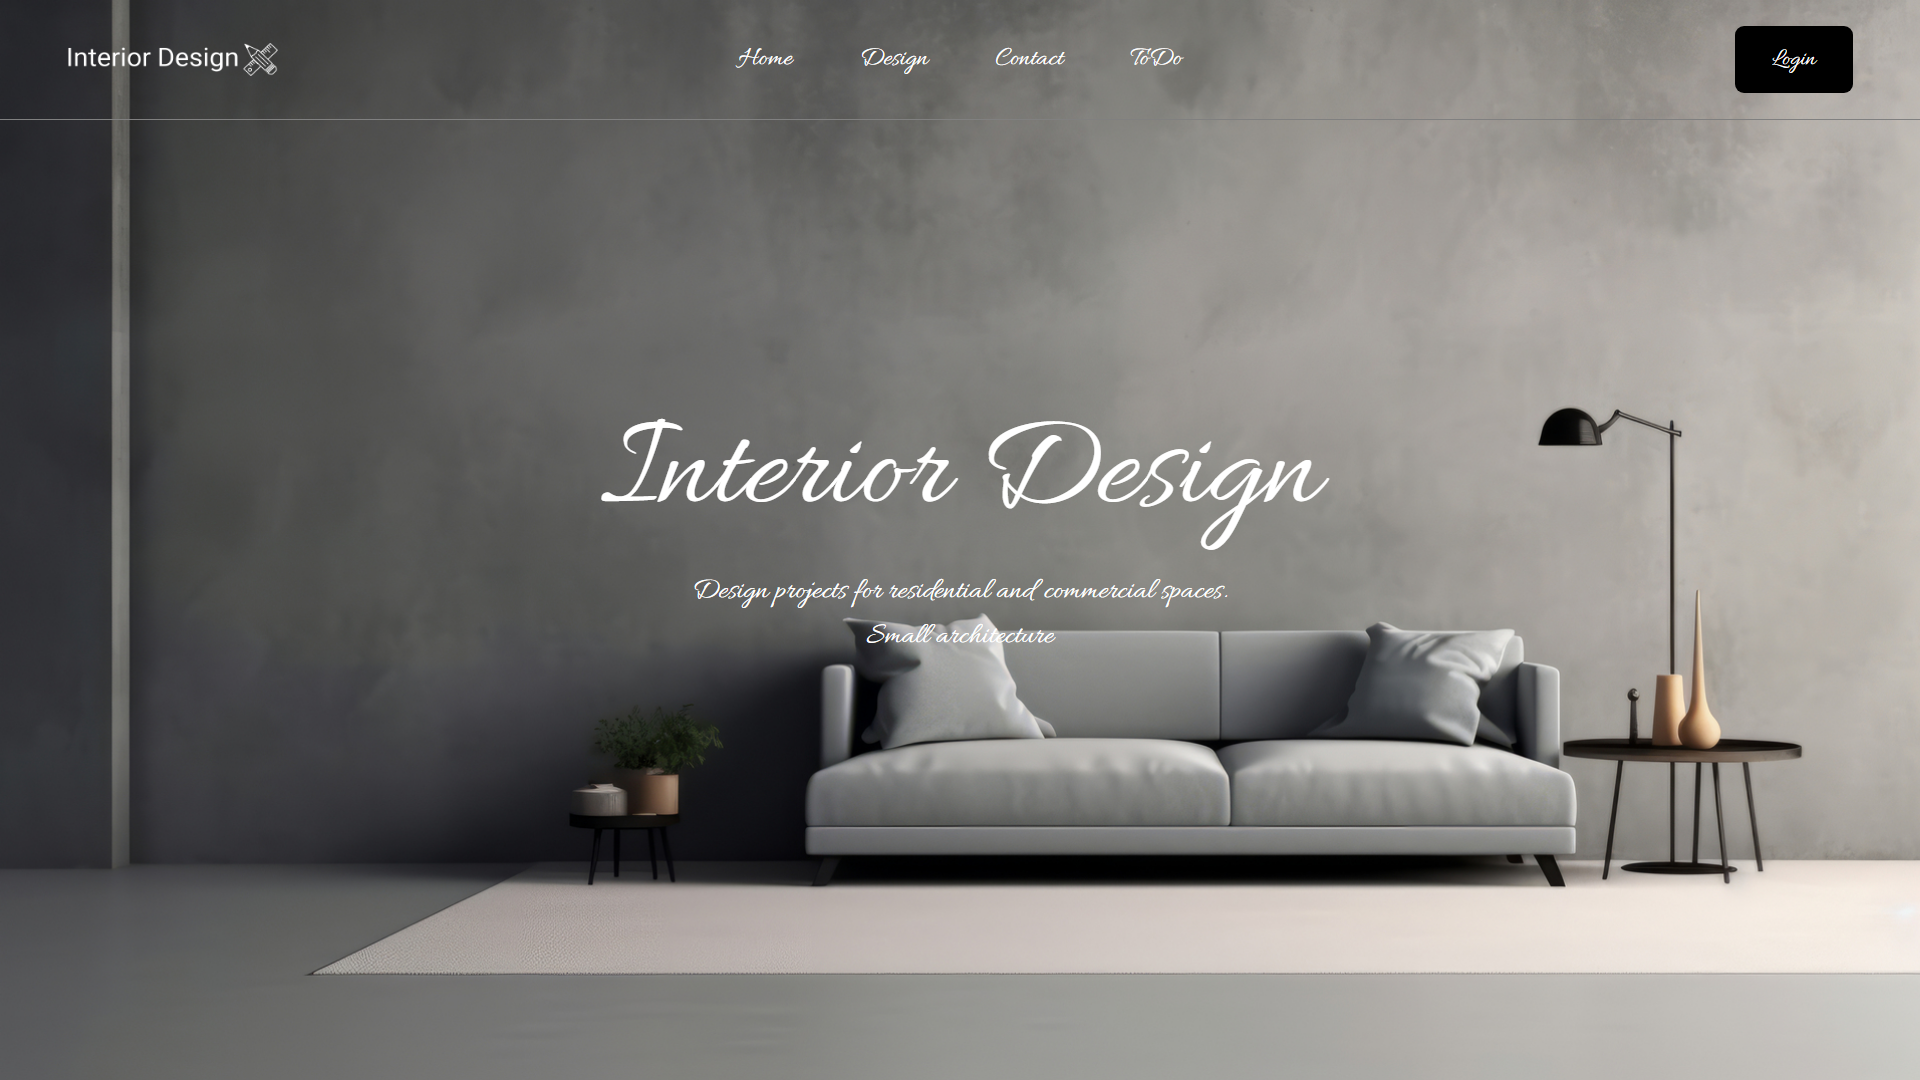 Interior Design
Home
Design
Contact
ToDo
Login
Interior Design
Design projects for residential and commercial spaces.
Small architecture